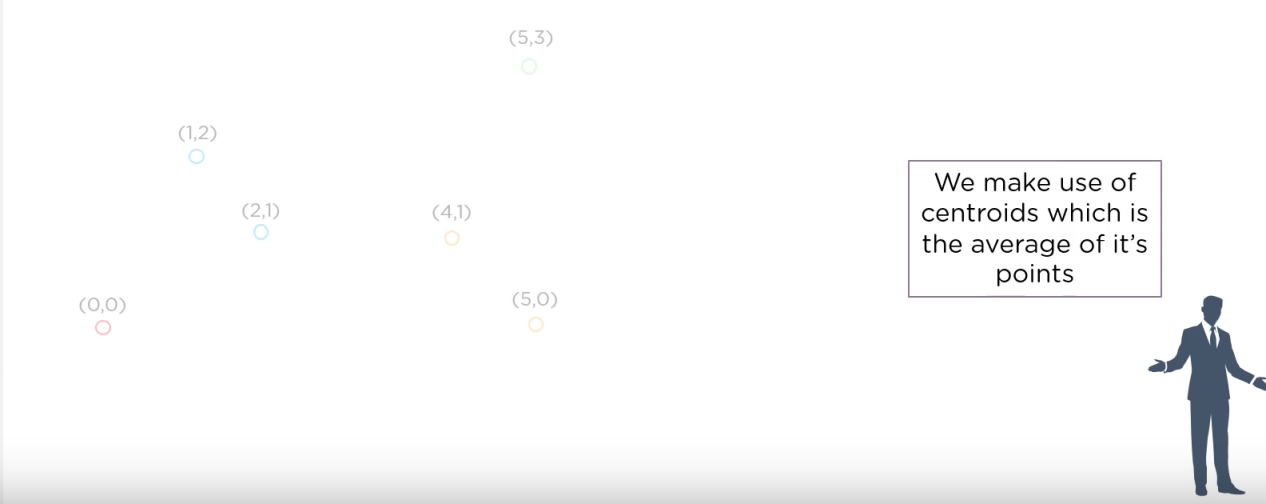 (5,3)
(1,2)
(2,1)
(4,1)
(0,0)
(5,0)
We make use of
centroids which is
the average of it's
points